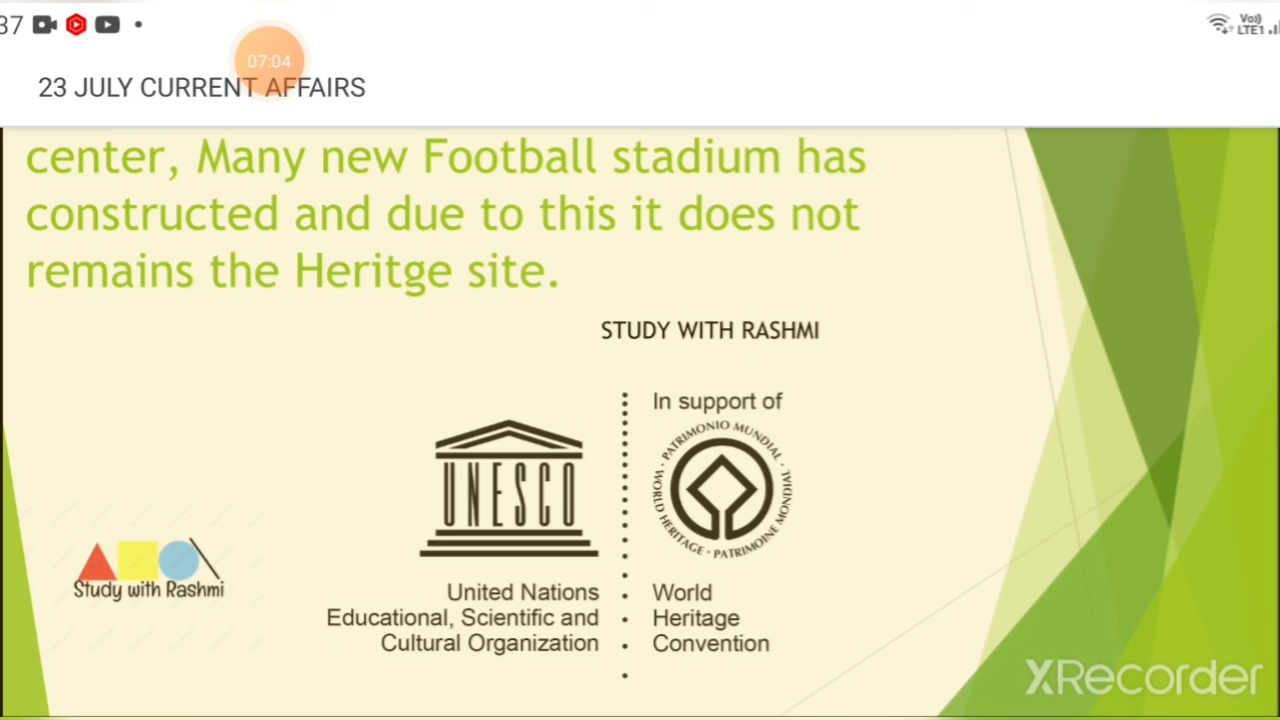 37
Vo))
LTE1
07:04
23 JULY CURRENT AFFAIRS
center, Many new Football stadium has
constructed and due to this it does not
remains the Heritge site.
STUDY WITH RASHMI
In support of
UNESCO
WORLD HERITAGE · PATRIMONIO MUNDIAL · PATRIMOINE MONDIAL ·
Study with Rashmi
United Nations
Educational, Scientific and
Cultural Organization
World
Heritage
Convention
XRecorder